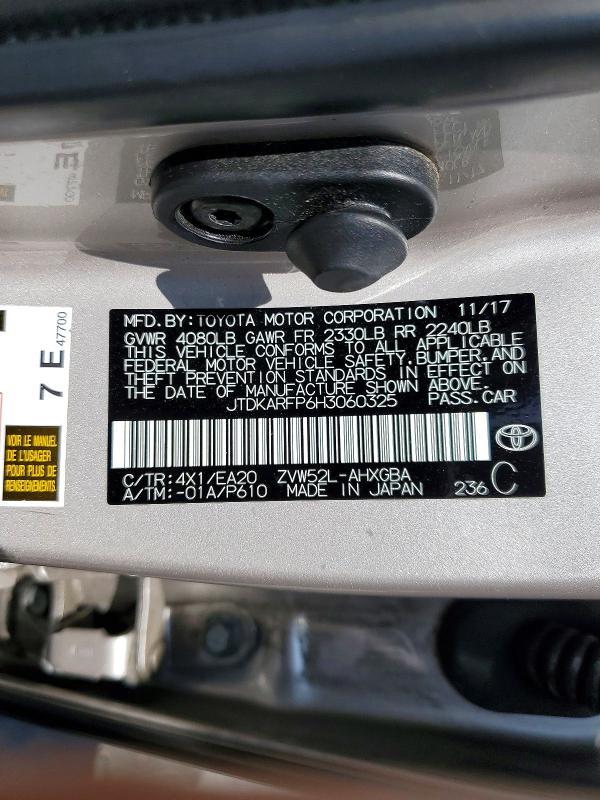 MFD.BY:TOYOTA MOTOR CORPORATION 11/17
GVWR 4080LB GAWR FR 2330LB RR 2240LB
THIS VEHICLE CONFORMS TO ALL APPLICABLE
FEDERAL MOTOR VEHICLE SAFETY,BUMPER,AND
THEFT PREVENTION STANDARDS IN EFFECT ON
THE DATE OF MANUFACTURE SHOWN ABOVE.
JTDKARFP6H3060325 PASS.CAR
C/TR:4X1/EA20 ZVW52L-AHXGBA
A/TM:-01A/P610 MADE IN JAPAN 236 C
7 E 47700
VOIR LE MANUEL
DE L'USAGER
POUR PLUS DE
RENSEIGNEMENTS.